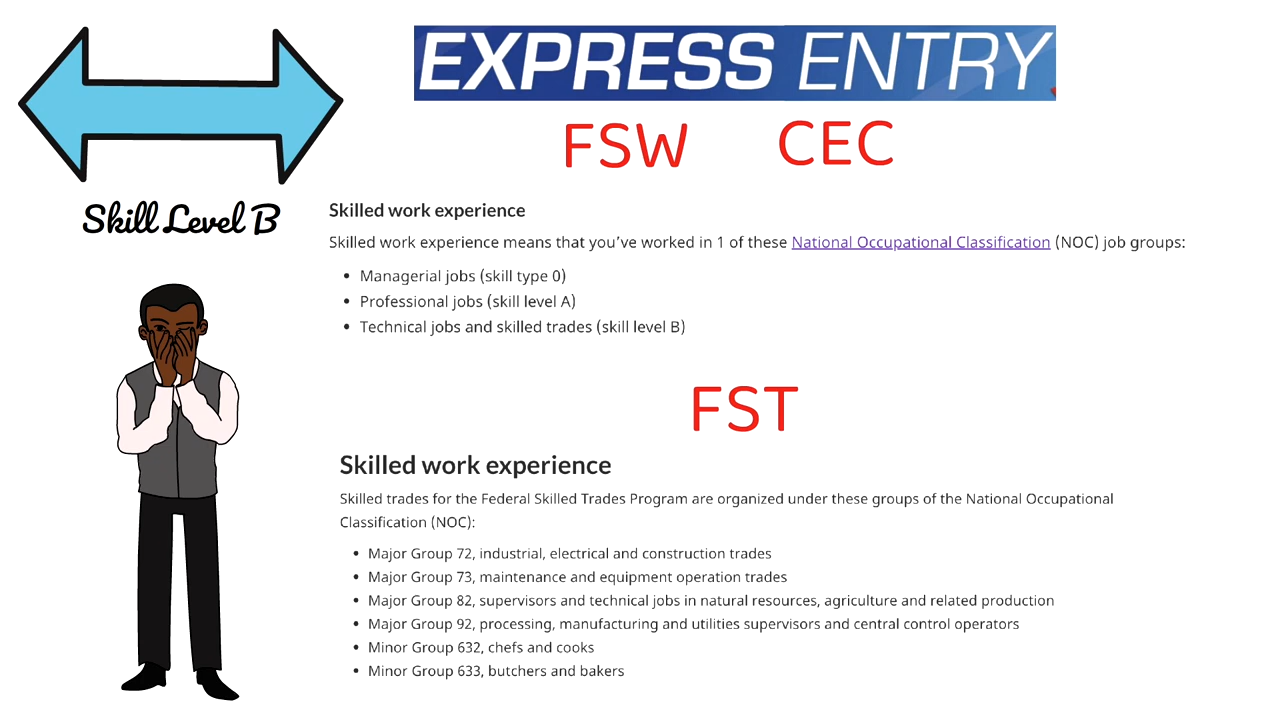 EXPRESS ENTRY
FSW CEC
Skill Level B
Skilled work experience
Skilled work experience means that you've worked in 1 of these National Occupational Classification (NOC) job groups:
• Managerial jobs (skill type 0)
• Professional jobs (skill level A)
• Technical jobs and skilled trades (skill level B)
FST
Skilled work experience
Skilled trades for the Federal Skilled Trades Program are organized under these groups of the National Occupational
Classification (NOC):
• Major Group 72, industrial, electrical and construction trades
• Major Group 73, maintenance and equipment operation trades
• Major Group 82, supervisors and technical jobs in natural resources, agriculture and related production
• Major Group 92, processing, manufacturing and utilities supervisors and central control operators
• Minor Group 632, chefs and cooks
• Minor Group 633, butchers and bakers